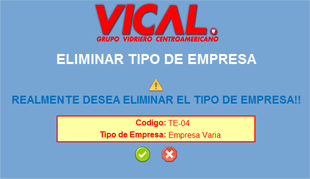 VICAL.
GRUPO VIDRIERO CENTROAMERICANO
ELIMINAR TIPO DE EMPRESA
REALMENTE DESEA ELIMINAR EL TIPO DE EMPRESA!!
Codigo: TE-04
Tipo de Empresa: Empresa Varia